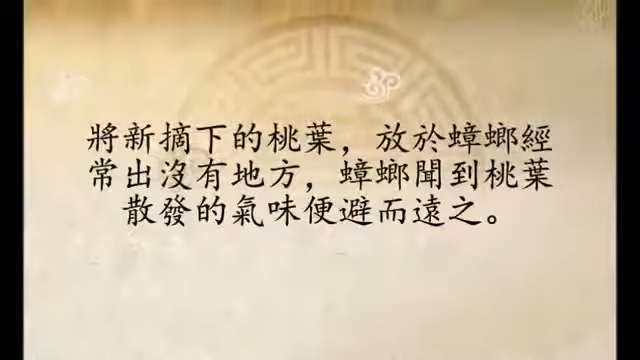 將新摘下的桃葉，放於蟑螂經
常出沒有地方，蟑螂聞到桃葉
散發的氣味便避而遠之。